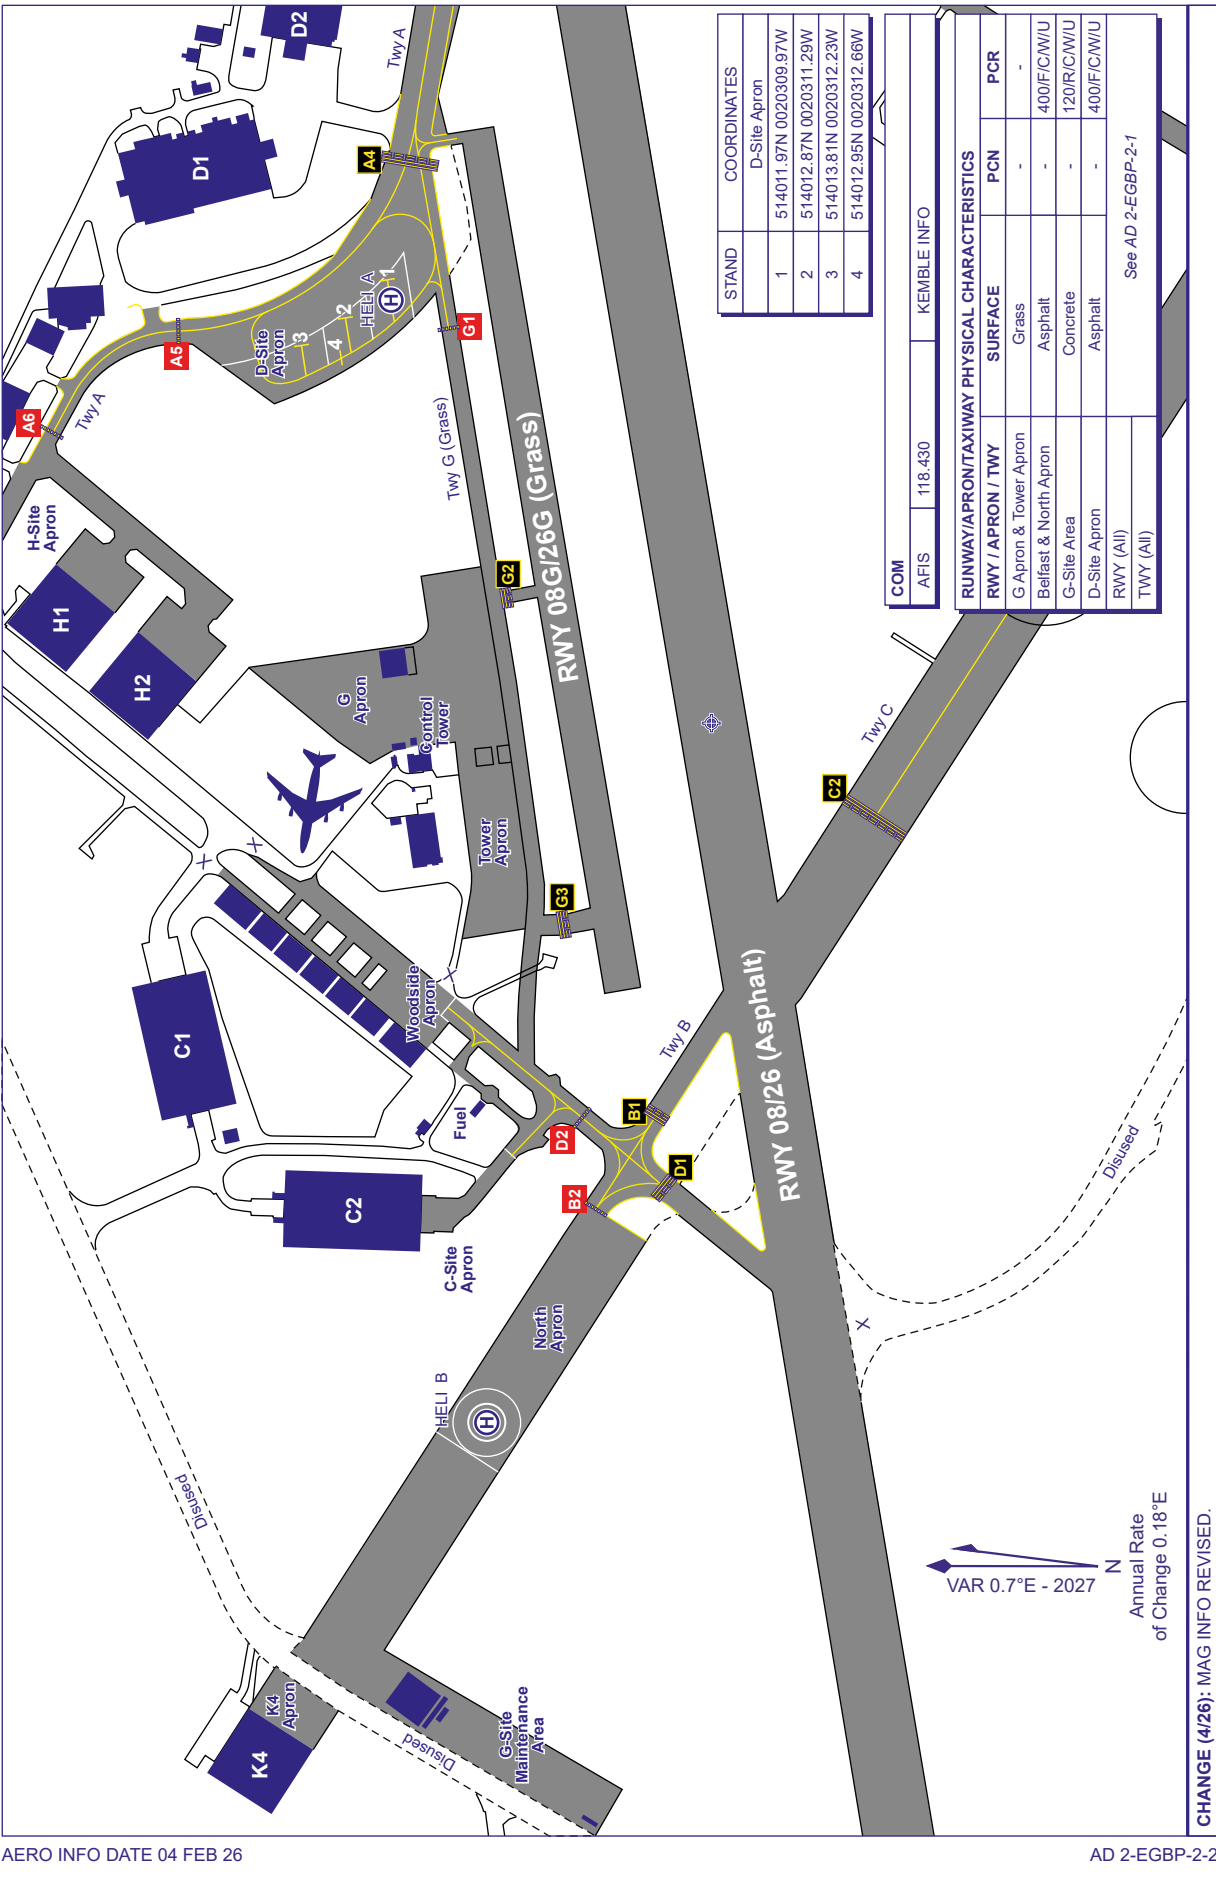 D2
Twy A
D1
A4
A5
A6
Twy A
D-Site
Apron
HELI A
H
1
2
3
4
G1
Twy G (Grass)
RWY 08G/26G (Grass)
H-Site
Apron
H1
H2
G2
G
Apron
Control
Tower
Tower
Apron
G3
Woodside
Apron
X
X
X
C1
C2
Fuel
C-Site
Apron
D2
B1
B2
D1
Twy B
Twy C
C2
RWY 08/26 (Asphalt)
North
Apron
HELI B
H
Disused
Disused
Disused
X
K4
K4
Apron
G-Site
Maintenance
Area
STAND COORDINATES
D-Site Apron
1 514011.97N 0020309.97W
2 514012.87N 0020311.29W
3 514013.81N 0020312.23W
4 514012.95N 0020312.66W
COM
AFIS 118.430 KEMBLE INFO
RUNWAY/APRON/TAXIWAY PHYSICAL CHARACTERISTICS
RWY / APRON / TWY SURFACE PCN PCR
G Apron & Tower Apron Grass - -
Belfast & North Apron Asphalt - 400/F/C/W/U
G-Site Area Concrete - 120/R/C/W/U
D-Site Apron Asphalt - 400/F/C/W/U
RWY (All) See AD 2-EGBP-2-1
TWY (All)
VAR 0.7°E - 2027
N
Annual Rate
of Change 0.18°E
CHANGE (4/26): MAG INFO REVISED.
AERO INFO DATE 04 FEB 26
AD 2-EGBP-2-2